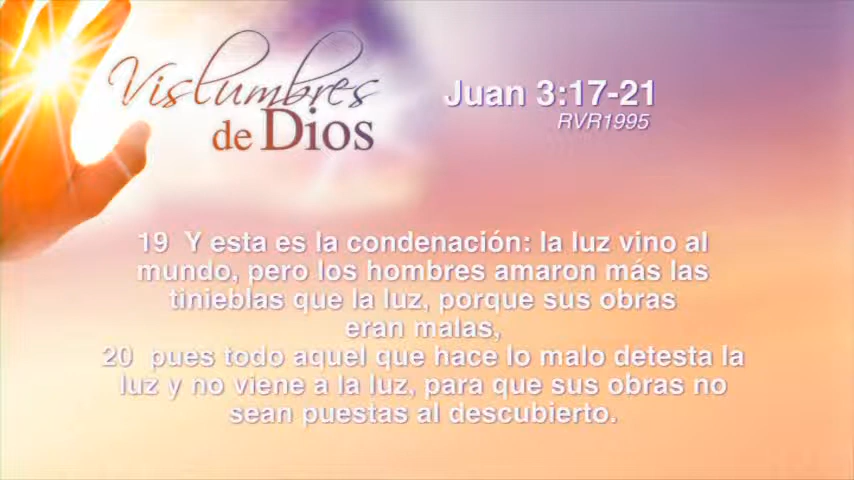 Vislumbres
de Dios
Juan 3:17-21
RVR1995
19 Y esta es la condenación: la luz vino al
mundo, pero los hombres amaron más las
tinieblas que la luz, porque sus obras
eran malas,
20 pues todo aquel que hace lo malo detesta la
luz y no viene a la luz, para que sus obras no
sean puestas al descubierto.